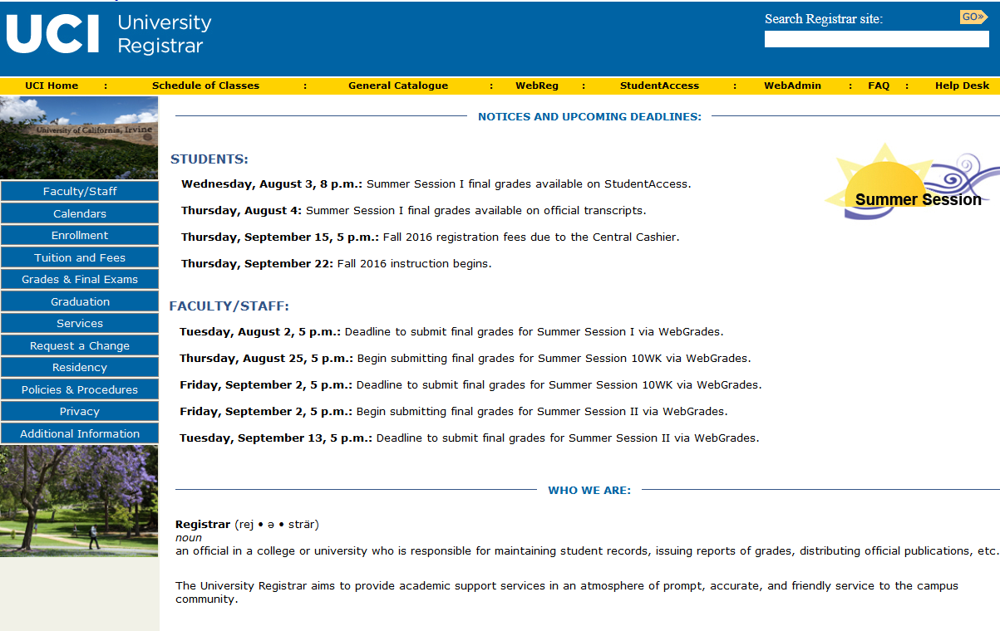 UCI University Registrar
Search Registrar site:
GO»
UCI Home : Schedule of Classes : General Catalogue : WebReg : StudentAccess : WebAdmin : FAQ : Help Desk
University of California, Irvine
Faculty/Staff
Calendars
Enrollment
Tuition and Fees
Grades & Final Exams
Graduation
Services
Request a Change
Residency
Policies & Procedures
Privacy
Additional Information
NOTICES AND UPCOMING DEADLINES:
STUDENTS:
Summer Session
Wednesday, August 3, 8 p.m.: Summer Session I final grades available on StudentAccess.
Thursday, August 4: Summer Session I final grades available on official transcripts.
Thursday, September 15, 5 p.m.: Fall 2016 registration fees due to the Central Cashier.
Thursday, September 22: Fall 2016 instruction begins.
FACULTY/STAFF:
Tuesday, August 2, 5 p.m.: Deadline to submit final grades for Summer Session I via WebGrades.
Thursday, August 25, 5 p.m.: Begin submitting final grades for Summer Session 10WK via WebGrades.
Friday, September 2, 5 p.m.: Deadline to submit final grades for Summer Session 10WK via WebGrades.
Friday, September 2, 5 p.m.: Begin submitting final grades for Summer Session II via WebGrades.
Tuesday, September 13, 5 p.m.: Deadline to submit final grades for Summer Session II via WebGrades.
WHO WE ARE:
Registrar (rej • ə • strär)
noun
an official in a college or university who is responsible for maintaining student records, issuing reports of grades, distributing official publications, etc.
The University Registrar aims to provide academic support services in an atmosphere of prompt, accurate, and friendly service to the campus
community.